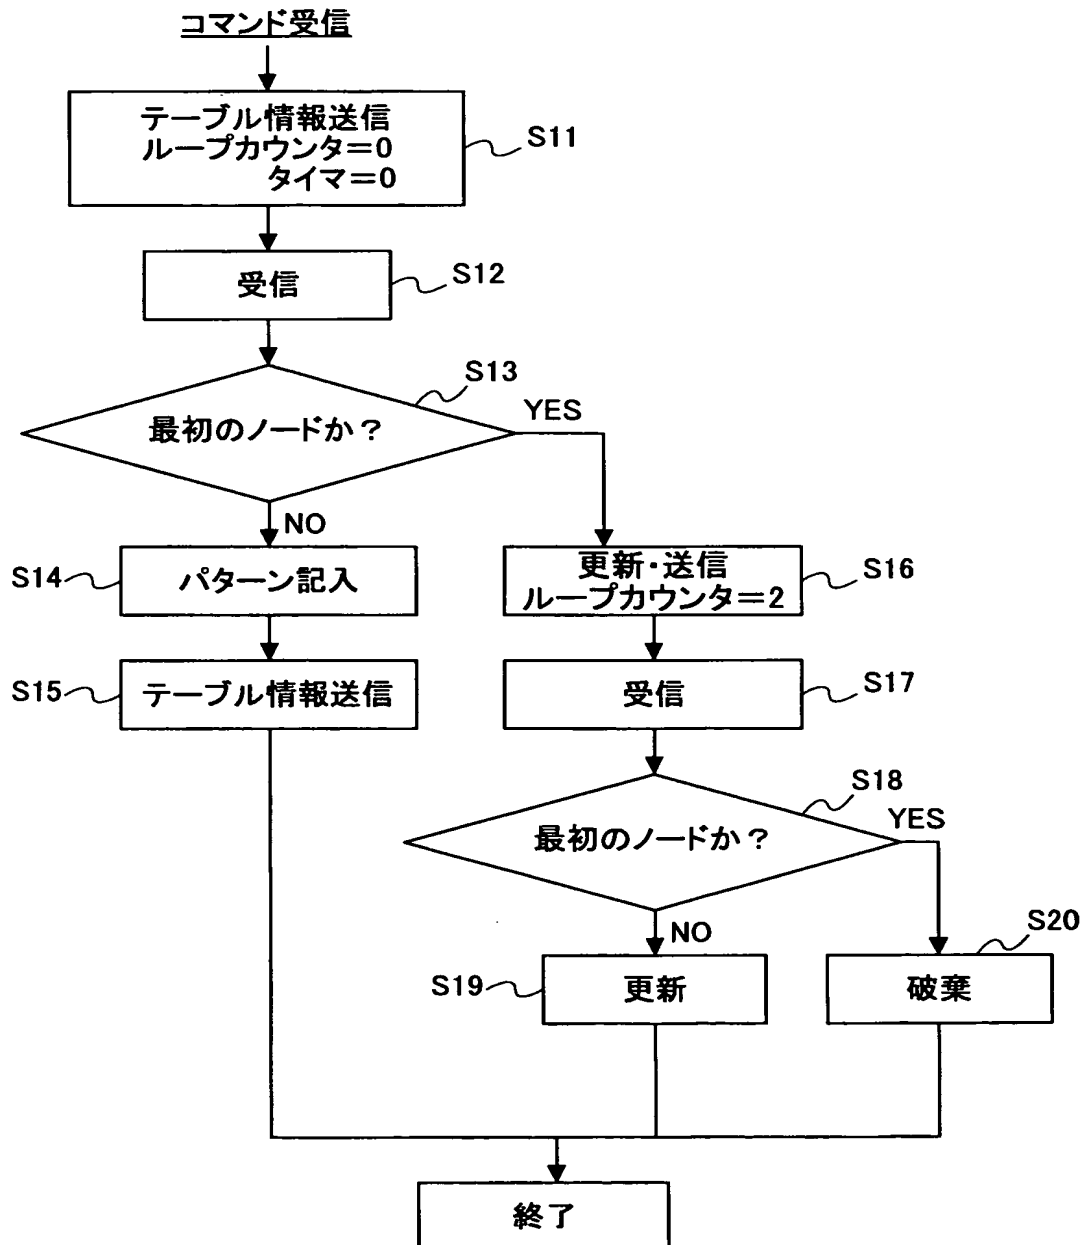 コマンド受信
テーブル情報送信
ループカウンタ=0
タイマ=0
S11
受信
S12
最初のノードか?
S13
YES
NO
パターン記入
S14
テーブル情報送信
S15
更新・送信
ループカウンタ=2
S16
受信
S17
最初のノードか?
S18
YES
NO
更新
S19
破棄
S20
終了